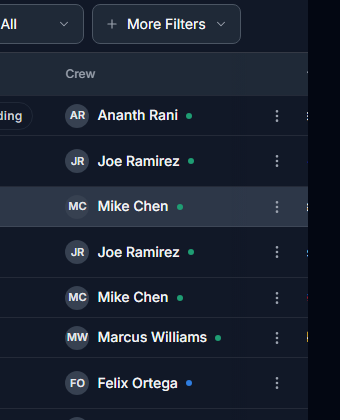 All
More Filters
Crew
ding
AR Ananth Rani
JR Joe Ramirez
MC Mike Chen
JR Joe Ramirez
MC Mike Chen
MW Marcus Williams
FO Felix Ortega